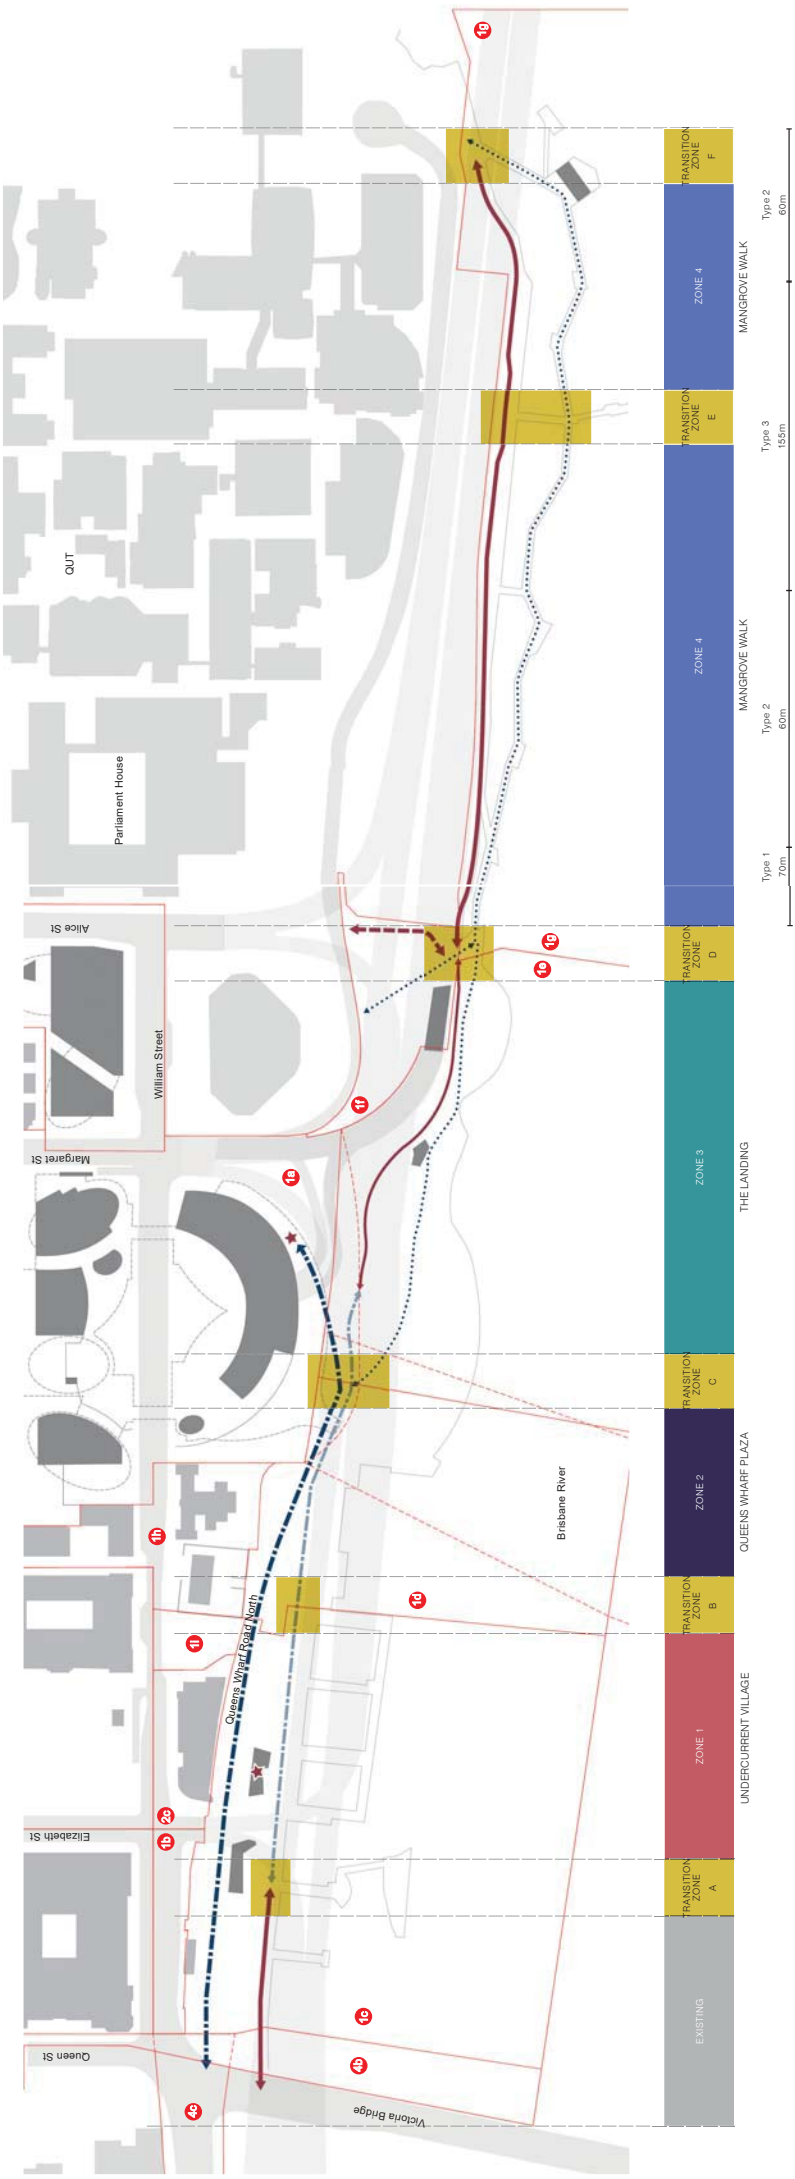 1g
QUT
Parliament House
Alice St
William Street
Margaret St
1g
1e
1f
1a
1h
Brisbane River
Queens Wharf Road North
1d
1i
2c
1b
Elizabeth St
1c
Queen St
4b
4c
Victoria Bridge
TRANSITION
ZONE
F
ZONE 4
MANGROVE WALK
TRANSITION
ZONE
E
ZONE 4
MANGROVE WALK
TRANSITION
ZONE
D
ZONE 3
THE LANDING
TRANSITION
ZONE
C
ZONE 2
QUEENS WHARF PLAZA
TRANSITION
ZONE
B
ZONE 1
UNDERCURRENT VILLAGE
TRANSITION
ZONE
A
EXISTING
Type 2
60m
Type 3
155m
Type 2
60m
Type 1
70m